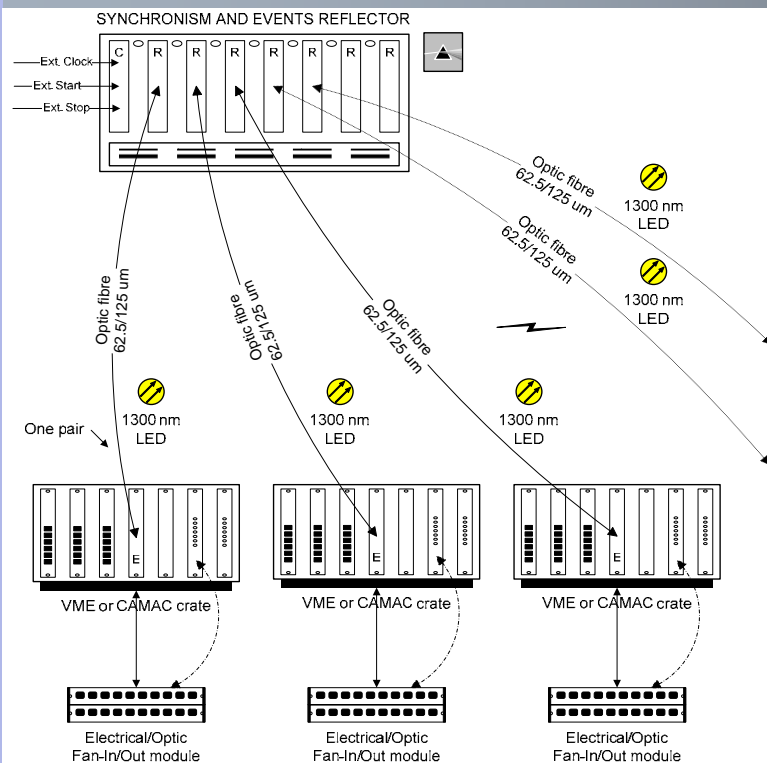 SYNCHRONISM AND EVENTS REFLECTOR
C R R R R R R R
Ext. Clock
Ext. Start
Ext. Stop
Optic fibre
62.5/125 um
1300 nm
LED
Optic fibre
62.5/125 um
1300 nm
LED
Optic fibre
62.5/125 um
Optic fibre
62.5/125 um
Optic fibre
62.5/125 um
1300 nm
LED
1300 nm
LED
1300 nm
LED
One pair
E
E
E
VME or CAMAC crate
VME or CAMAC crate
VME or CAMAC crate
Electrical/Optic
Fan-In/Out module
Electrical/Optic
Fan-In/Out module
Electrical/Optic
Fan-In/Out module